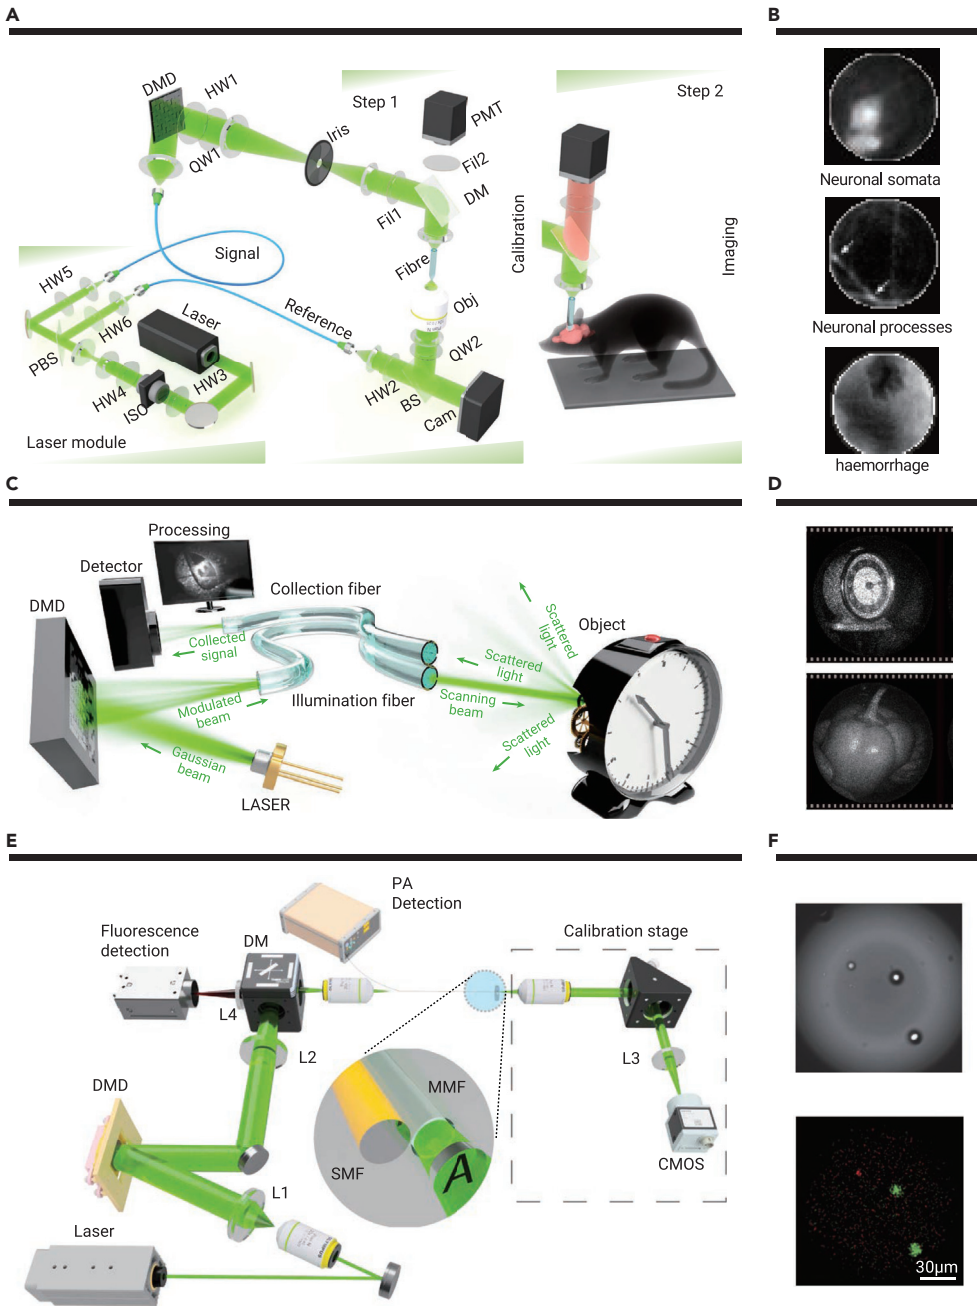 A
B
DMD
HW1
QW1
Iris
Step 1
PMT
Fil2
DM
Fil1
Fibre
Obj
Signal
HW5
HW6
PBS
Laser
Reference
HW4
ISO
HW3
HW2
BS
QW2
Cam
Laser module
Step 2
Calibration
Imaging
Neuronal somata
Neuronal processes
haemorrhage
C
D
Processing
Detector
DMD
Collection fiber
Collected
signal
Modulated
beam
Illumination fiber
Gaussian
beam
LASER
Scattered
light
Scattered
light
Scanning
beam
Scattered
light
Object
E
F
PA
Detection
Fluorescence
detection
DM
L4
L2
DMD
L1
Laser
SMF
MMF
A
Calibration stage
L3
CMOS
30μm